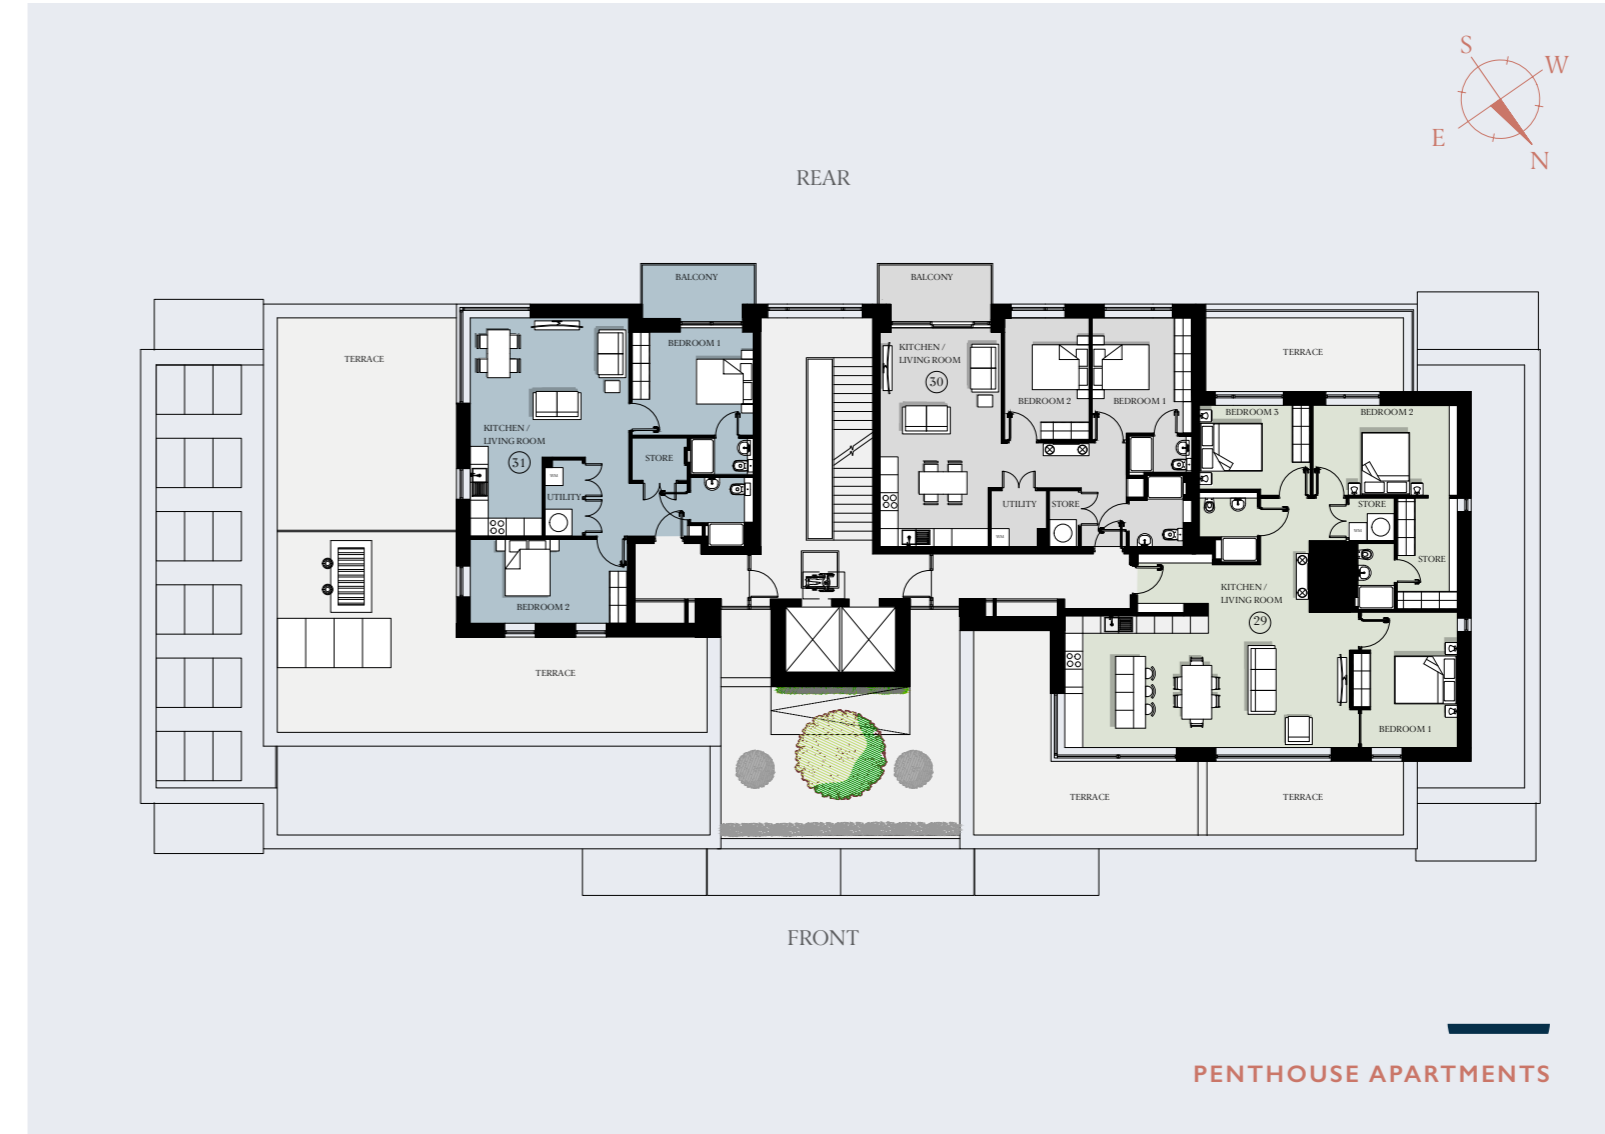 S
W
E
N
REAR
BALCONY
BALCONY
TERRACE
BEDROOM 1
KITCHEN /
LIVING ROOM
30
TERRACE
BEDROOM 2
BEDROOM 1
BEDROOM 3
BEDROOM 2
KITCHEN /
LIVING ROOM
31
STORE
UTILITY
UTILITY
STORE
STORE
STORE
KITCHEN /
LIVING ROOM
29
BEDROOM 2
TERRACE
BEDROOM 1
TERRACE
TERRACE
FRONT
PENTHOUSE APARTMENTS